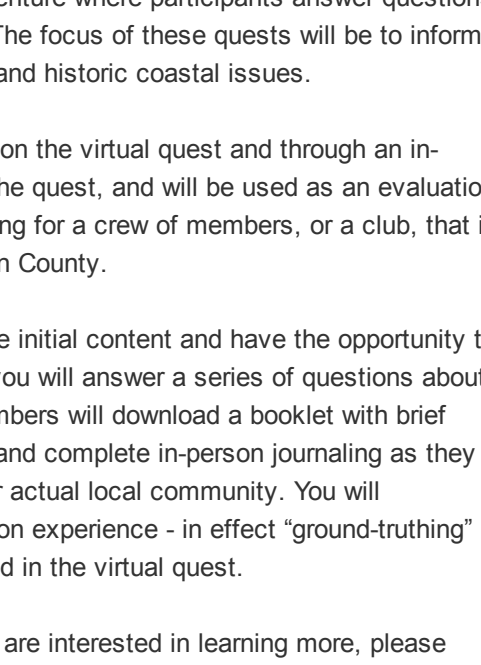 enture where participants answer question
The focus of these quests will be to inform
and historic coastal issues.
on the virtual quest and through an in-
he quest, and will be used as an evaluatio
ng for a crew of members, or a club, that i
n County.
e initial content and have the opportunity t
you will answer a series of questions about
mbers will download a booklet with brief
and complete in-person journaling as they
r actual local community. You will
on experience - in effect “ground-truthing”
d in the virtual quest.
are interested in learning more, please